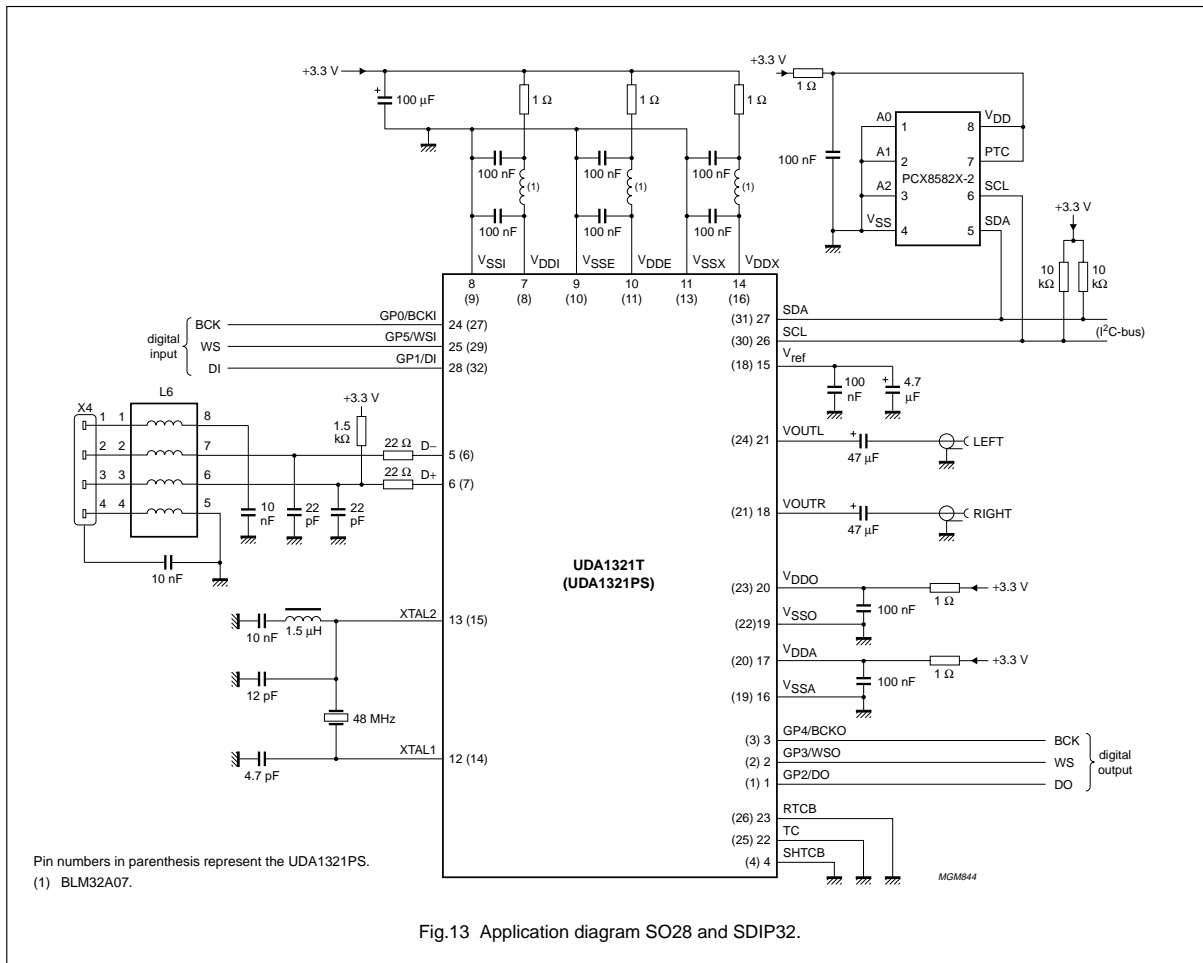 +3.3 V
+
100 µF
1 Ω
1 Ω
1 Ω
100 nF
(1)
100 nF
100 nF
(1)
100 nF
100 nF
(1)
100 nF
+3.3 V
1 Ω
100 nF
A0
1
A1
2
A2
3
VSS
4
PCX8582X-2
8
VDD
7
PTC
6
SCL
5
SDA
+3.3 V
10 kΩ
10 kΩ
VSSI
VDDI
VSSE
VDDE
VSSX
VDDX
8
7
9
10
11
14
(9)
(8)
(10)
(11)
(13)
(16)
digital input
BCK
GP0/BCKI
24 (27)
WS
GP5/WSI
25 (29)
DI
GP1/DI
28 (32)
X4
L6
1
1
8
2
2
7
3
3
6
4
4
5
10 nF
+3.3 V
1.5 kΩ
22 Ω
D−
5 (6)
22 Ω
D+
6 (7)
10 nF
22 pF
22 pF
10 nF
1.5 µH
XTAL2
13 (15)
12 pF
48 MHz
4.7 pF
XTAL1
12 (14)
UDA1321T
(UDA1321PS)
(31) 27
SDA
(30) 26
SCL
(I2C-bus)
(18) 15
Vref
100 nF
+
4.7 µF
(24) 21
VOUTL
+
47 µF
LEFT
(21) 18
VOUTR
+
47 µF
RIGHT
(23) 20
VDDO
1 Ω
+3.3 V
100 nF
(22)19
VSSO
(20) 17
VDDA
1 Ω
+3.3 V
100 nF
(19) 16
VSSA
(3) 3
GP4/BCKO
BCK
(2) 2
GP3/WSO
WS
(1) 1
GP2/DO
DO
digital output
(26) 23
RTCB
(25) 22
TC
(4) 4
SHTCB
MGM844
Pin numbers in parenthesis represent the UDA1321PS.
(1) BLM32A07.
Fig.13 Application diagram SO28 and SDIP32.